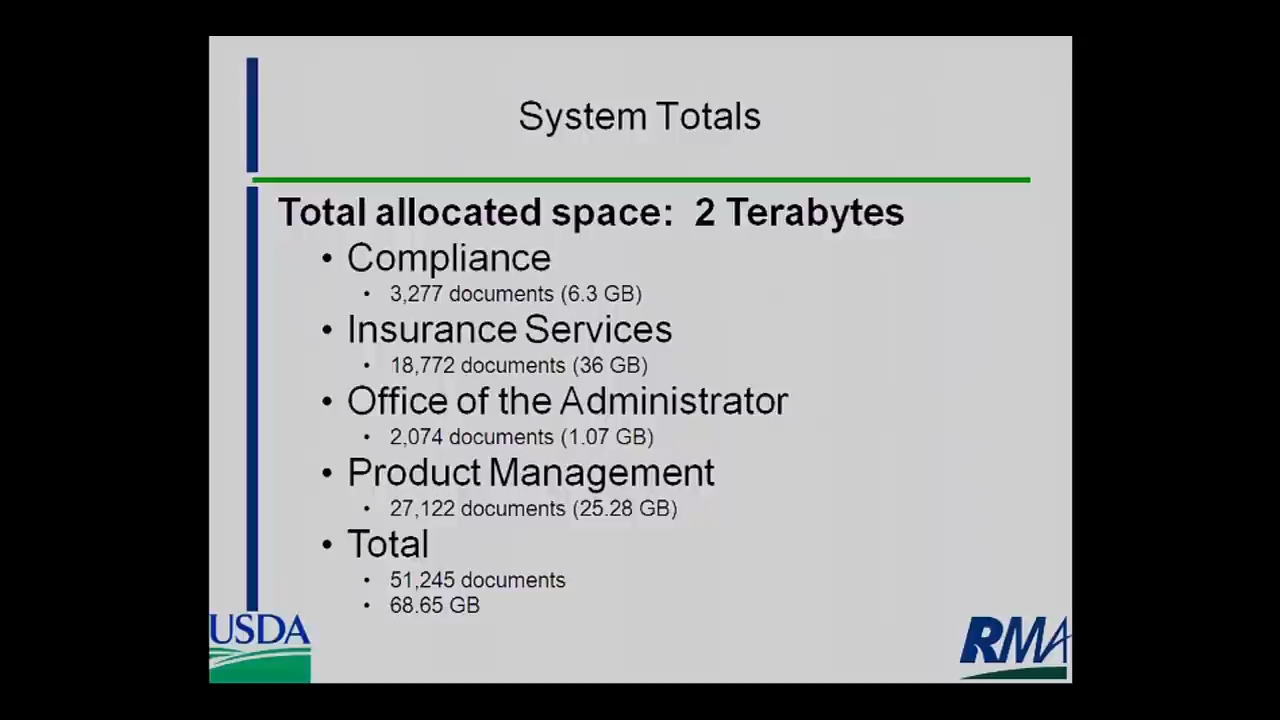 System Totals
Total allocated space: 2 Terabytes
• Compliance
• 3,277 documents (6.3 GB)
• Insurance Services
• 18,772 documents (36 GB)
• Office of the Administrator
• 2,074 documents (1.07 GB)
• Product Management
• 27,122 documents (25.28 GB)
• Total
• 51,245 documents
• 68.65 GB
USDA
RMA